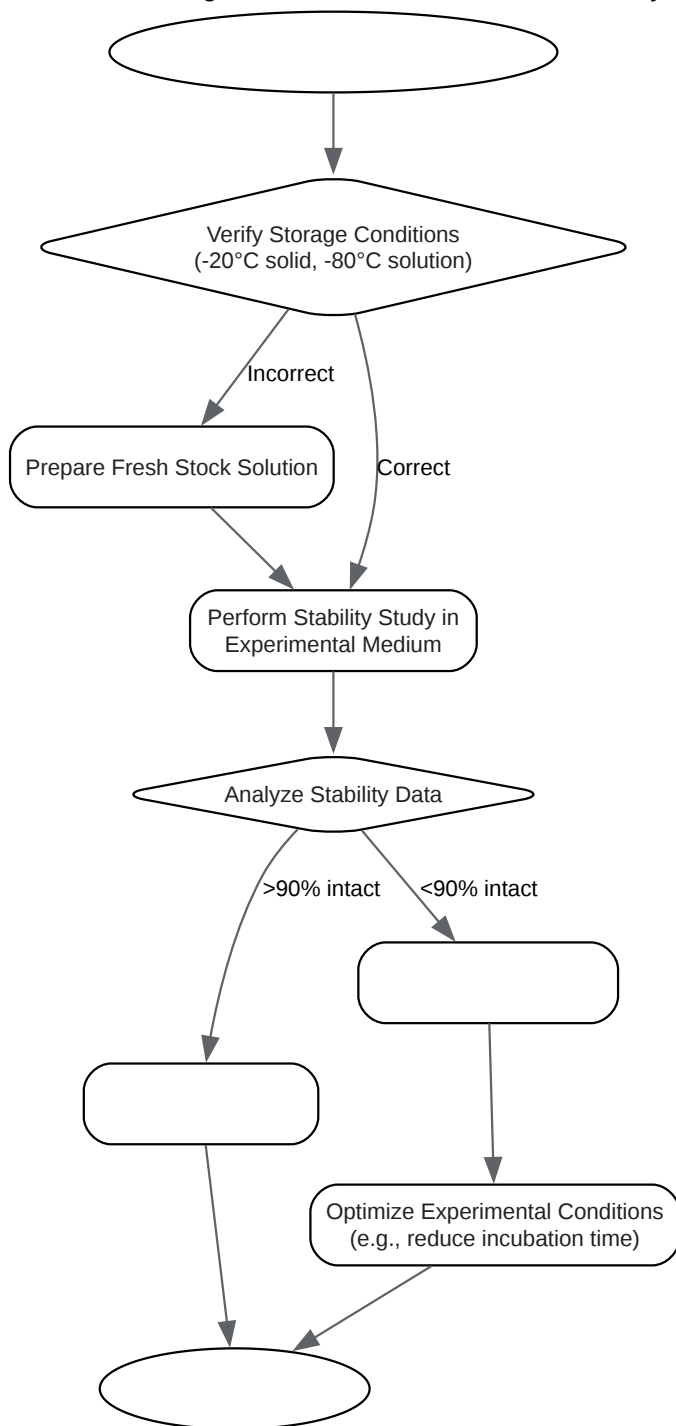 Verify Storage Conditions
(-20°C solid, -80°C solution)
Incorrect
Correct
Prepare Fresh Stock Solution
Perform Stability Study in
Experimental Medium
Analyze Stability Data
>90% intact
<90% intact
Optimize Experimental Conditions
(e.g., reduce incubation time)